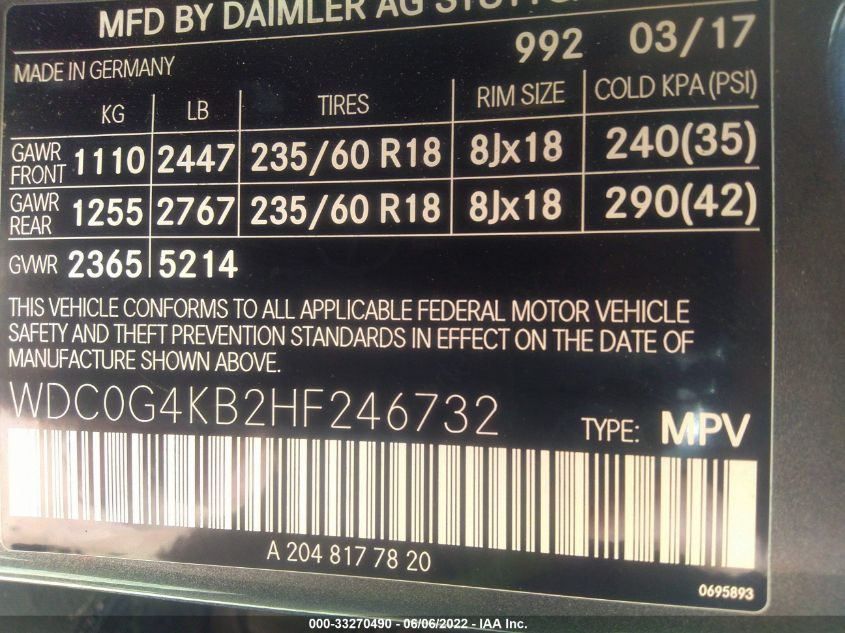 MFD BY DAIMLER AG
992 03/17
MADE IN GERMANY
KG LB TIRES RIM SIZE COLD KPA (PSI)
GAWR FRONT 1110 2447 235/60 R18 8Jx18 240(35)
GAWR REAR 1255 2767 235/60 R18 8Jx18 290(42)
GVWR 2365 5214
THIS VEHICLE CONFORMS TO ALL APPLICABLE FEDERAL MOTOR VEHICLE
SAFETY AND THEFT PREVENTION STANDARDS IN EFFECT ON THE DATE OF
MANUFACTURE SHOWN ABOVE.
WDC0G4KB2HF246732
TYPE: MPV
A 204 817 78 20
0695893
000-33270490 - 06/06/2022 - IAA Inc.